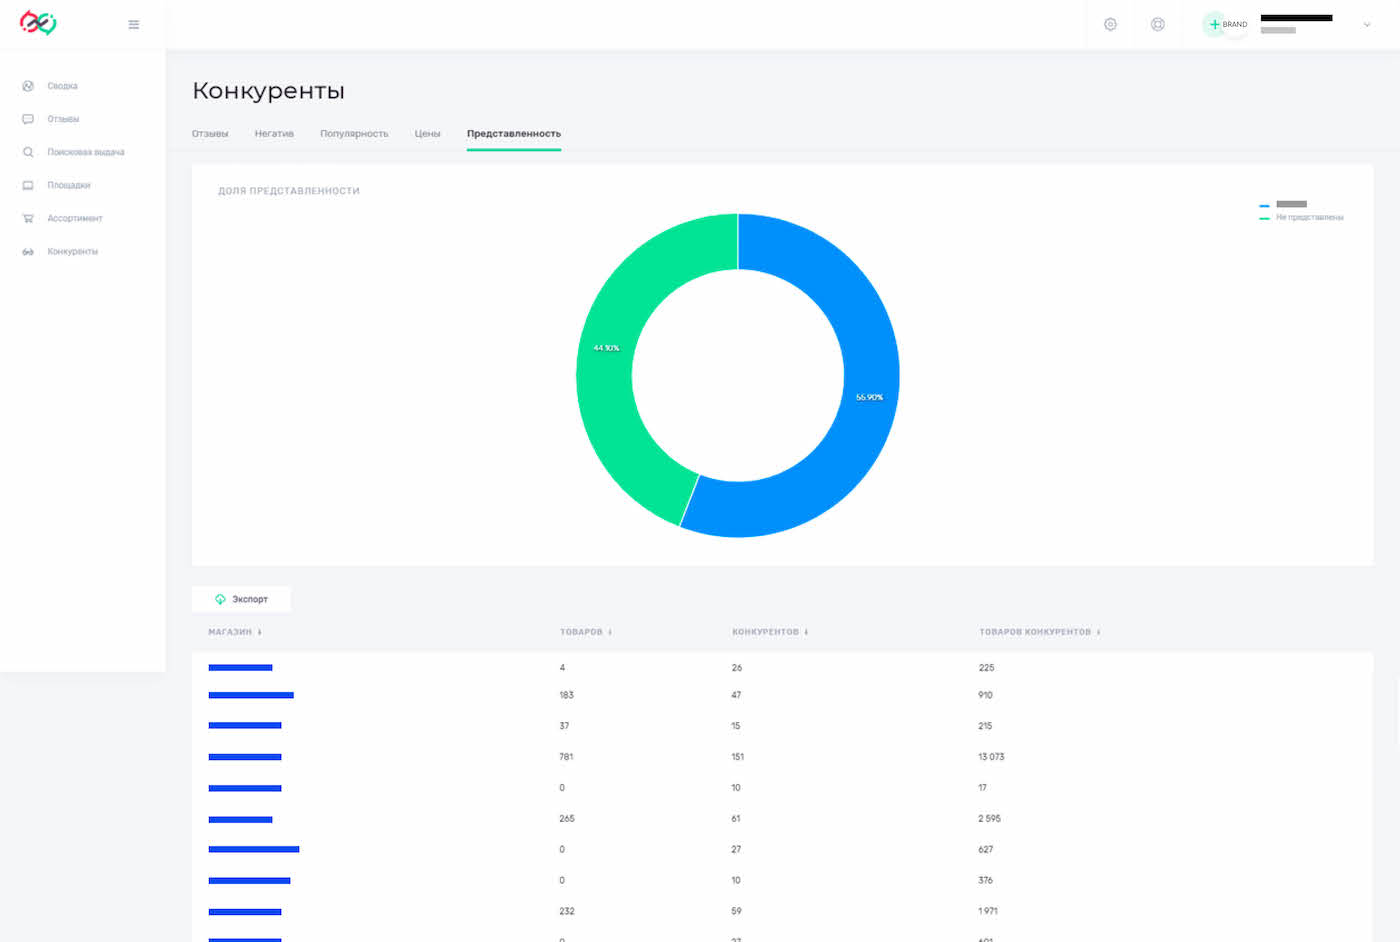 BRAND
Сводка
Отзывы
Поисковая выдача
Площадки
Ассортимент
Конкуренты
Конкуренты
Отзывы Негатив Популярность Цены Представленность
ДОЛЯ ПРЕДСТАВЛЕННОСТИ
Не представлены
44.10%
55.90%
Экспорт
МАГАЗИН ТОВАРОВ КОНКУРЕНТОВ ТОВАРОВ КОНКУРЕНТОВ
4 26 225
183 47 910
37 15 215
781 151 13 073
0 10 17
265 61 2 595
0 27 627
0 10 376
232 59 1 971